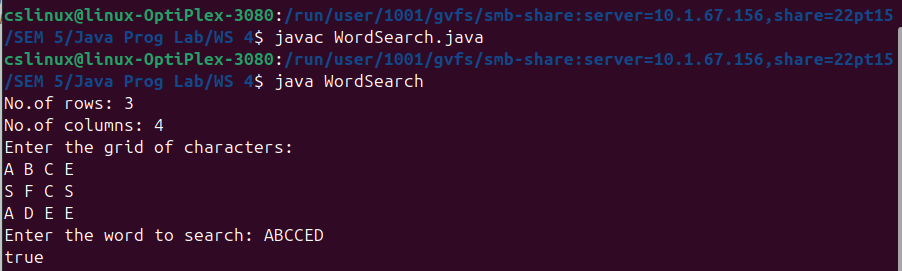 cslinux@linux-OptiPlex-3080:/run/user/1001/gvfs/smb-share:server=10.1.67.156,share=22pt15
/SEM 5/Java Prog Lab/WS 4$ javac WordSearch.java
cslinux@linux-OptiPlex-3080:/run/user/1001/gvfs/smb-share:server=10.1.67.156,share=22pt15
/SEM 5/Java Prog Lab/WS 4$ java WordSearch
No.of rows: 3
No.of columns: 4
Enter the grid of characters:
A B C E
S F C S
A D E E
Enter the word to search: ABCCED
true